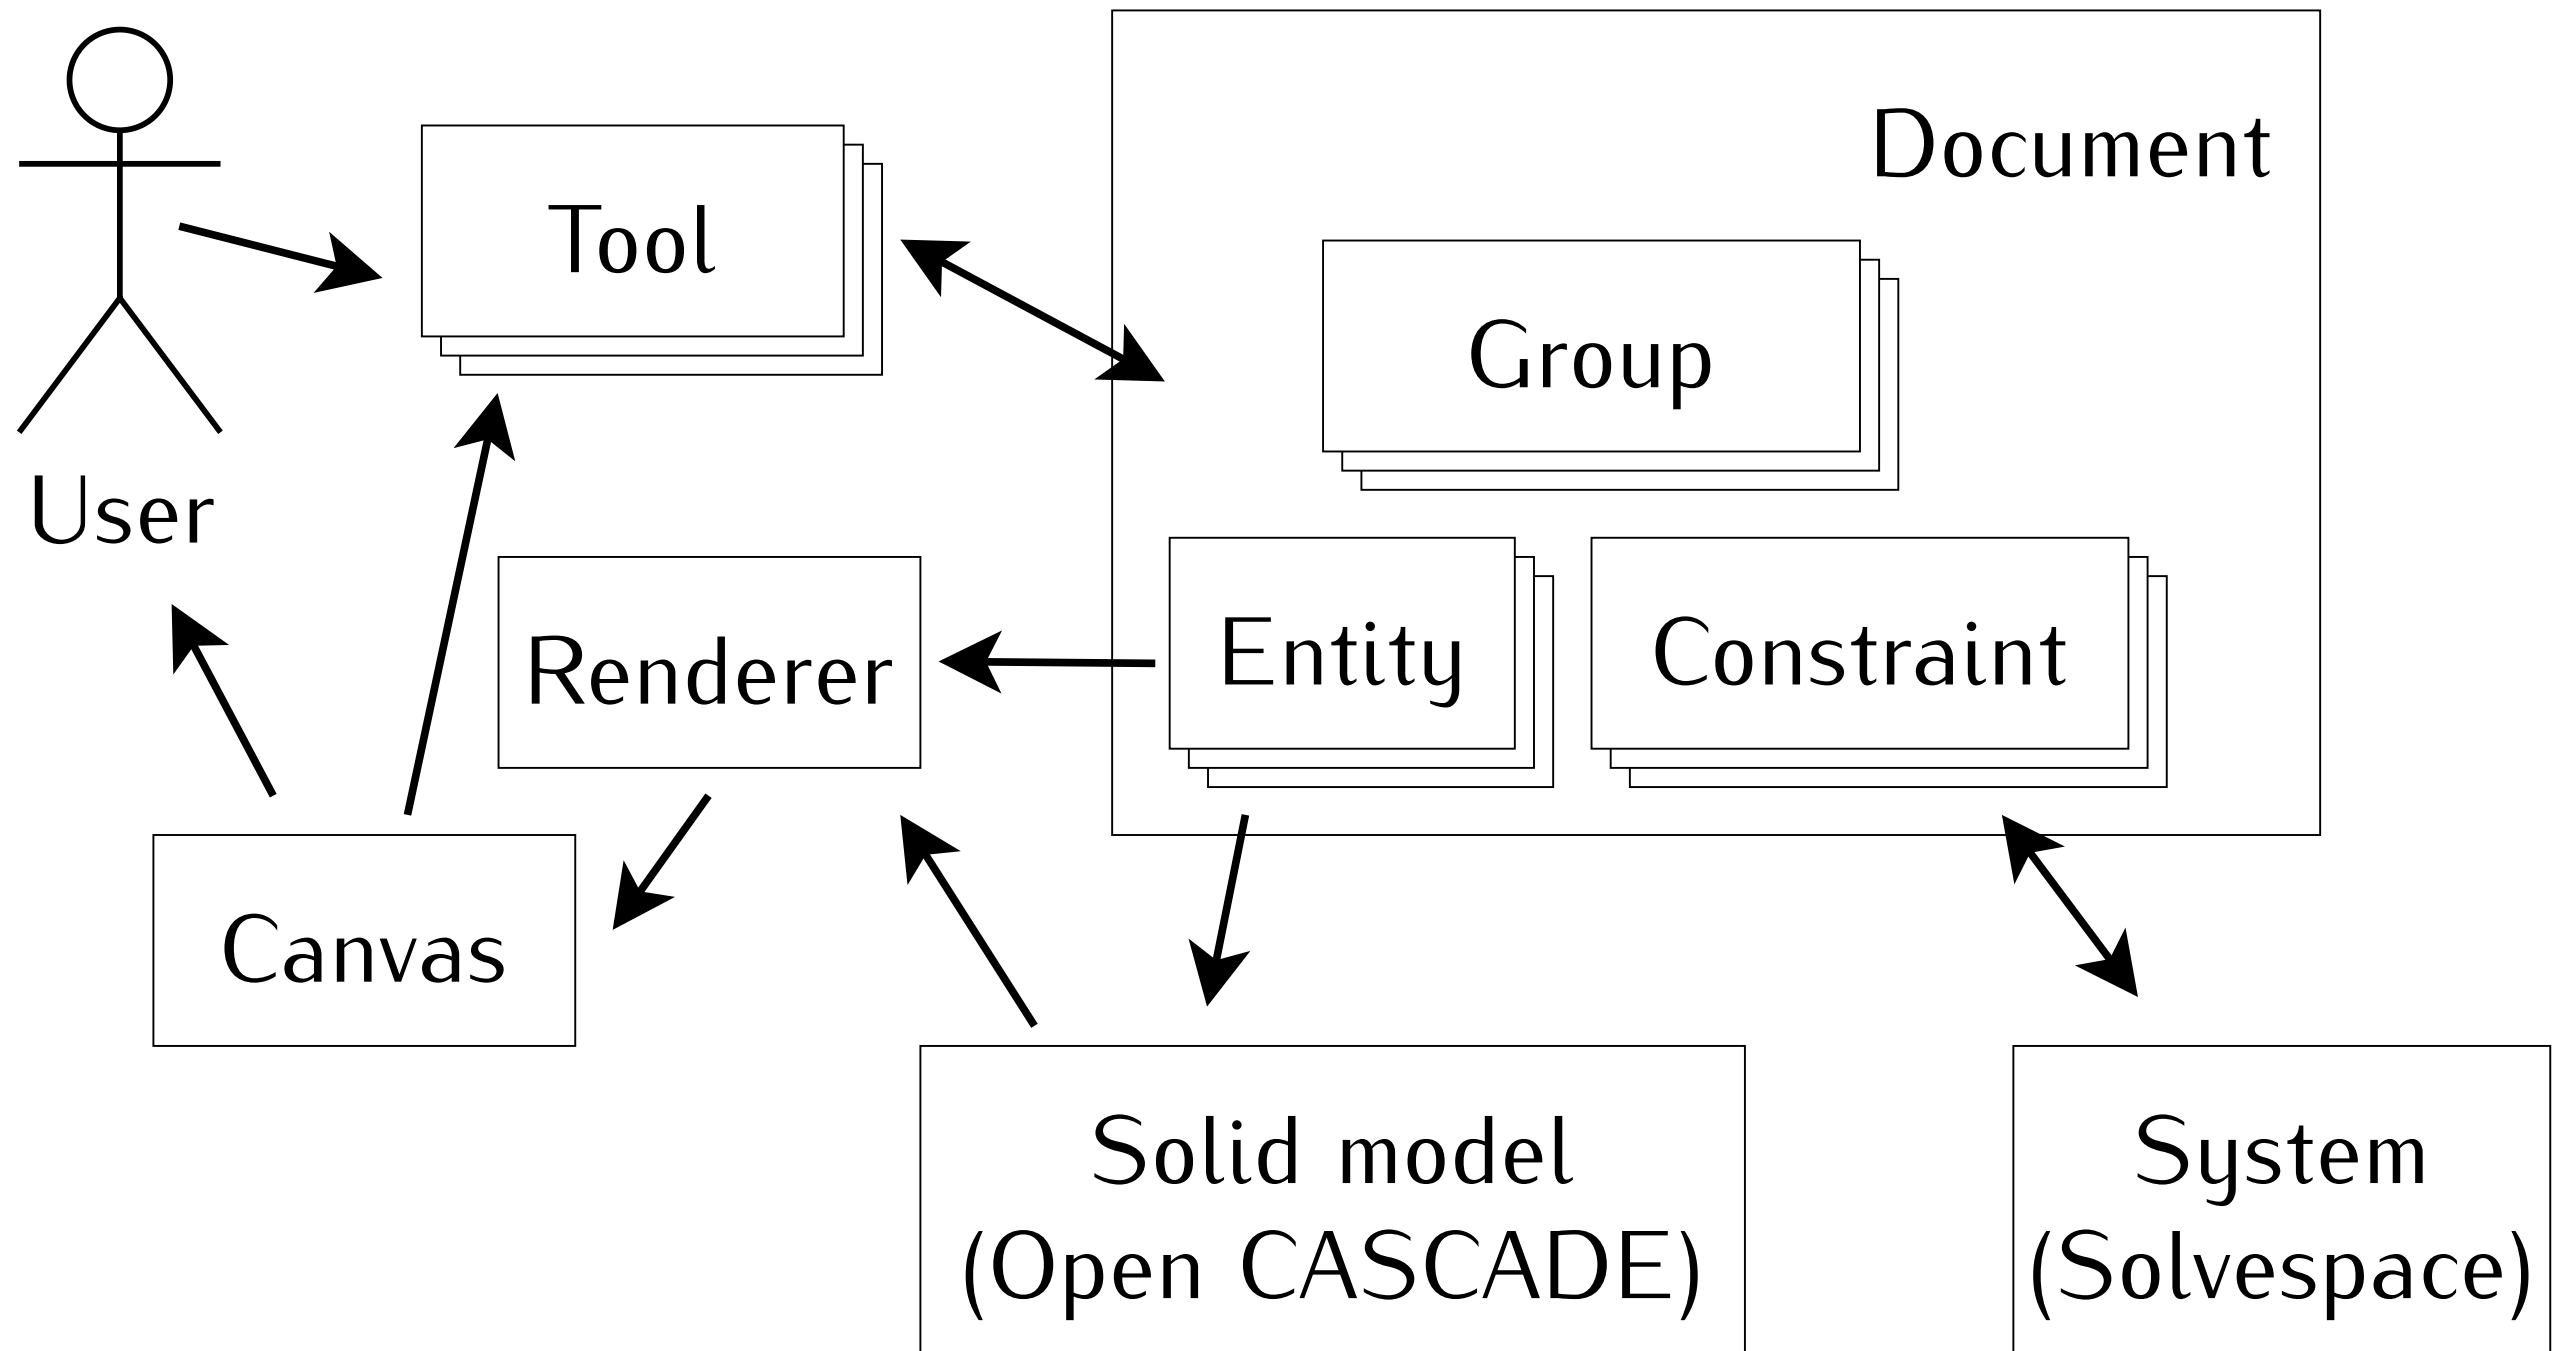 Document
Tool
Group
User
Renderer
Entity
Constraint
Canvas
Solid model
(Open CASCADE)
System
(Solvespace)